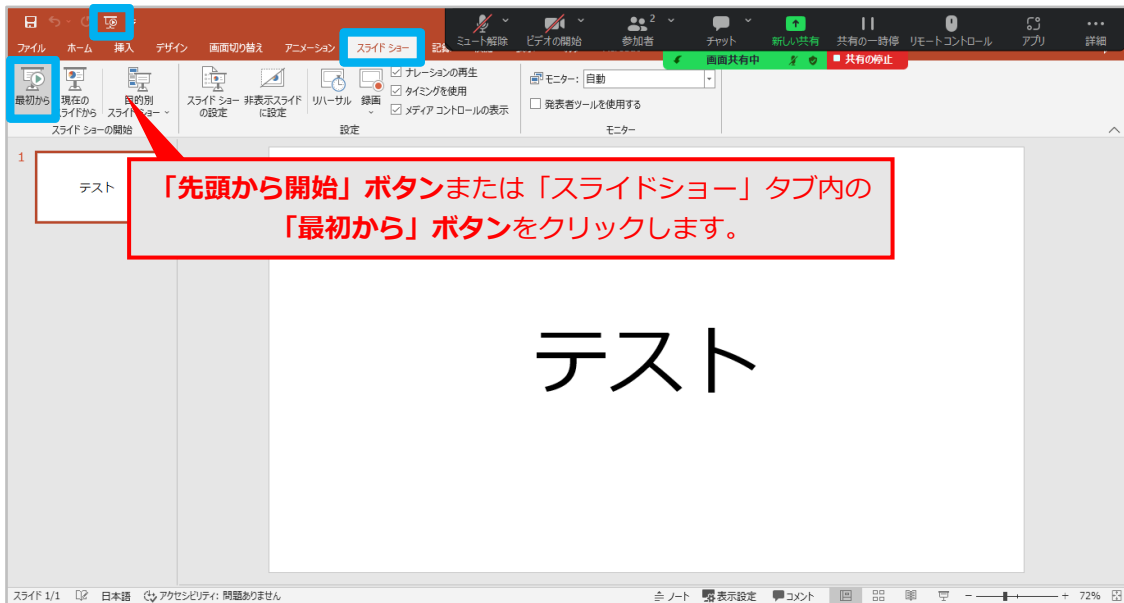 ミュート解除 ビデオの開始 参加者 2 チャット 新しい共有 共有の一時停 リモートコントロール アプリ 詳細
ファイル ホーム 挿入 デザイン 画面切り替え アニメーション スライド ショー 記録
画面共有中 共有の停止
最初から 現在の スライドから 目的別 スライド ショー
スライド ショーの開始
スライド ショー の設定 非表示スライド に設定 リハーサル 録画
ナレーションの再生
タイミングを使用
メディア コントロールの表示
設定
モニター: 自動
発表者ツールを使用する
モニター
1
テスト
「先頭から開始」ボタンまたは「スライドショー」タブ内の
「最初から」ボタンをクリックします。
テスト
スライド 1/1 日本語 アクセシビリティ: 問題ありません ノート 表示設定 コメント 72%